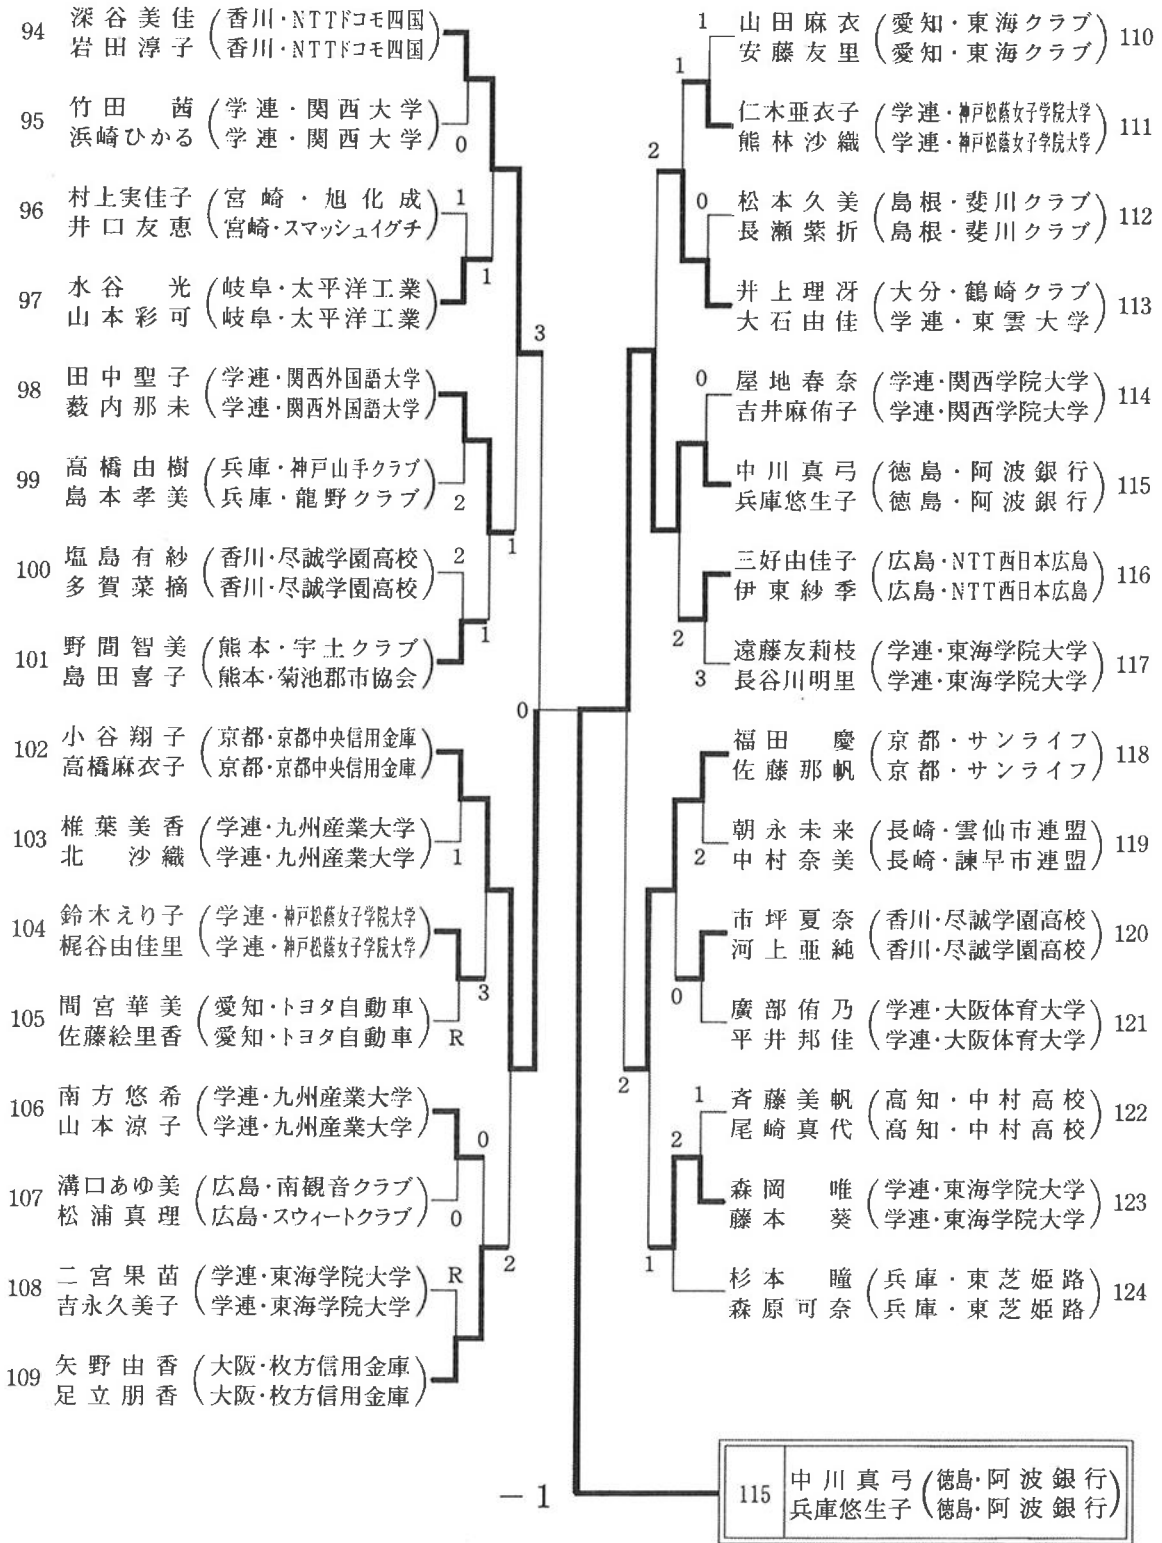 94 深谷美佳 (香川・NTTドコモ四国)
岩田淳子 (香川・NTTドコモ四国)
0
95 竹田 茜 (学連・関西大学)
浜崎ひかる (学連・関西大学)
96 村上実佳子 (宮崎・旭化成) 1
井口友恵 (宮崎・スマッシュイグチ)
1
97 水谷 光 (岐阜・太平洋工業)
山本彩可 (岐阜・太平洋工業)
3
98 田中聖子 (学連・関西外国語大学)
薮内那未 (学連・関西外国語大学)
99 高橋由樹 (兵庫・神戸山手クラブ)
島本孝美 (兵庫・龍野クラブ) 2
1
100 塩島有紗 (香川・尽誠学園高校) 2
多賀菜摘 (香川・尽誠学園高校)
1
101 野間智美 (熊本・宇土クラブ)
島田喜子 (熊本・菊池郡市協会)
0
102 小谷翔子 (京都・京都中央信用金庫)
高橋麻衣子 (京都・京都中央信用金庫)
103 椎葉美香 (学連・九州産業大学)
北 沙織 (学連・九州産業大学) 1
104 鈴木えり子 (学連・神戸松蔭女子学院大学)
梶谷由佳里 (学連・神戸松蔭女子学院大学)
3
105 間宮華美 (愛知・トヨタ自動車)
佐藤絵里香 (愛知・トヨタ自動車) R
106 南方悠希 (学連・九州産業大学)
山本涼子 (学連・九州産業大学)
0
107 溝口あゆ美 (広島・南観音クラブ)
松浦真理 (広島・スウィートクラブ) 0
2
108 二宮果苗 (学連・東海学院大学) R
吉永久美子 (学連・東海学院大学)
109 矢野由香 (大阪・枚方信用金庫)
足立朋香 (大阪・枚方信用金庫)
1 山田麻衣 (愛知・東海クラブ) 110
安藤友里 (愛知・東海クラブ)
1
仁木亜衣子 (学連・神戸松蔭女子学院大学) 111
熊林沙織 (学連・神戸松蔭女子学院大学)
2
0 松本久美 (島根・斐川クラブ) 112
長瀬紫折 (島根・斐川クラブ)
井上理冴 (大分・鶴崎クラブ) 113
大石由佳 (学連・東雲大学)
0 屋地春奈 (学連・関西学院大学) 114
吉井麻侑子 (学連・関西学院大学)
中川真弓 (徳島・阿波銀行) 115
兵庫悠生子 (徳島・阿波銀行)
三好由佳子 (広島・NTT西日本広島) 116
伊東紗季 (広島・NTT西日本広島)
2
遠藤友莉枝 (学連・東海学院大学) 117
3 長谷川明里 (学連・東海学院大学)
福田 慶 (京都・サンライフ) 118
佐藤那帆 (京都・サンライフ)
朝永未来 (長崎・雲仙市連盟) 119
2 中村奈美 (長崎・諫早市連盟)
市坪夏奈 (香川・尽誠学園高校) 120
河上亜純 (香川・尽誠学園高校)
0
廣部侑乃 (学連・大阪体育大学) 121
平井邦佳 (学連・大阪体育大学)
2
1 斉藤美帆 (高知・中村高校) 122
尾崎真代 (高知・中村高校)
2
森岡 唯 (学連・東海学院大学) 123
藤本 葵 (学連・東海学院大学)
1
杉本 瞳 (兵庫・東芝姫路) 124
森原可奈 (兵庫・東芝姫路)
－1
115 中川真弓 (徳島・阿波銀行)
兵庫悠生子 (徳島・阿波銀行)